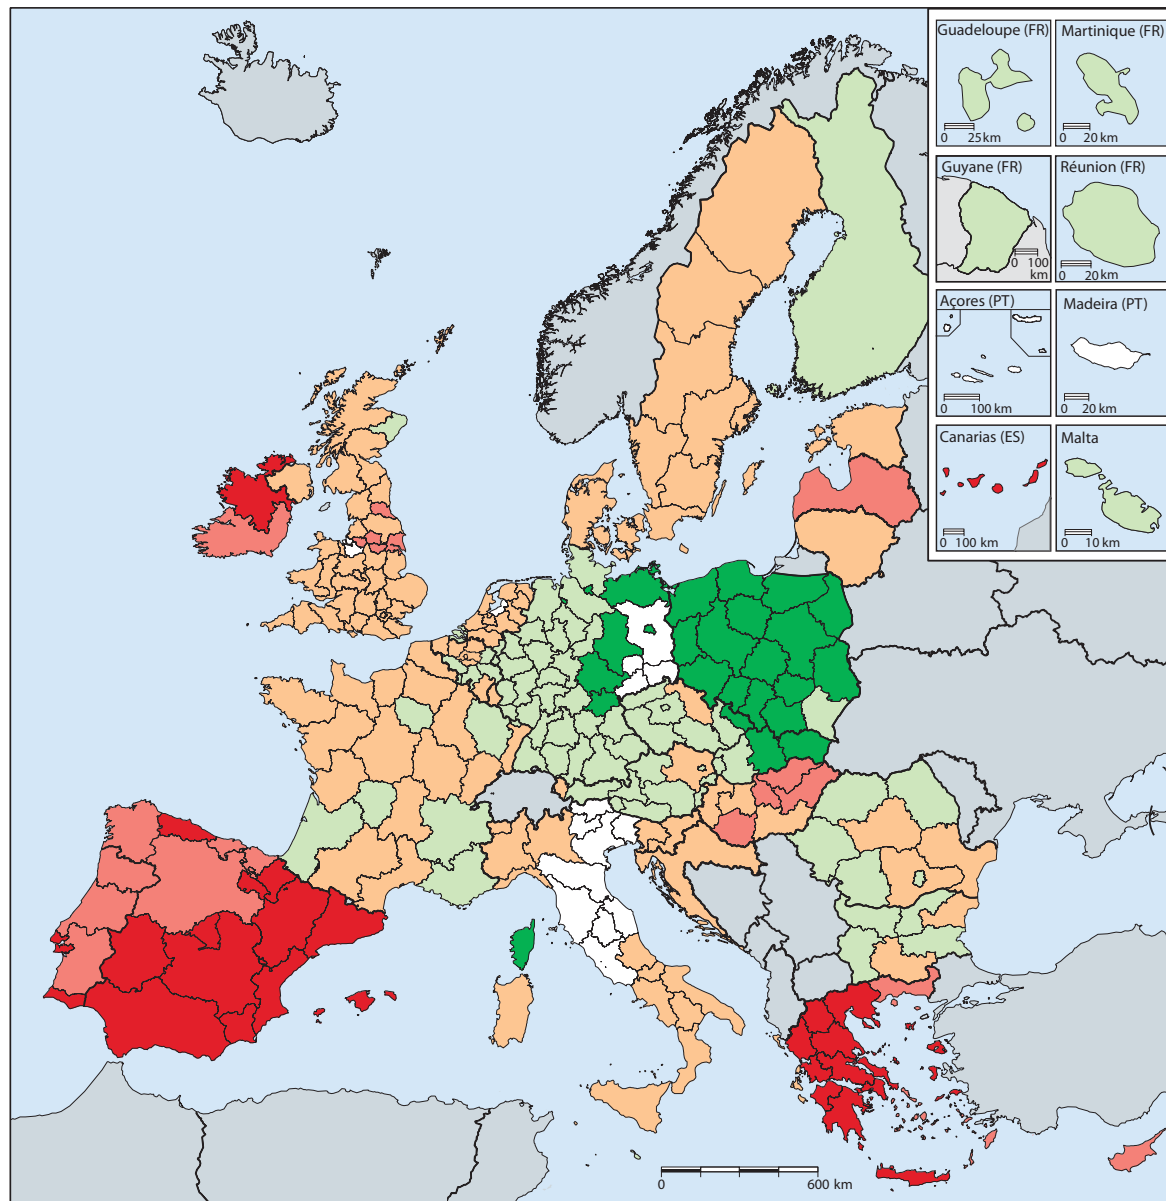 Guadeloupe (FR)
0 25 km
Martinique (FR)
0 20 km
Guyane (FR)
0 100
km
Réunion (FR)
0 20 km
Açores (PT)
0 100 km
Madeira (PT)
0 20 km
Canarias (ES)
0 100 km
Malta
0 10 km
0 600 km